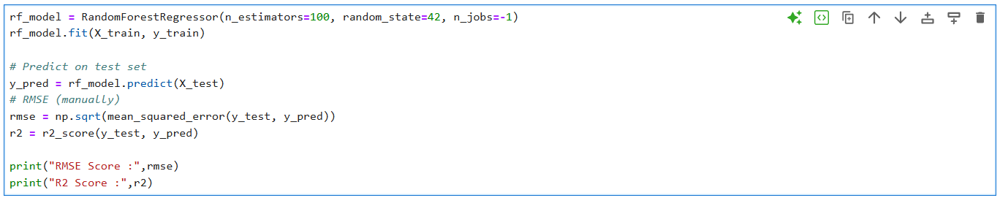 rf_model = RandomForestRegressor(n_estimators=100, random_state=42, n_jobs=-1)
rf_model.fit(X_train, y_train)
# Predict on test set
y_pred = rf_model.predict(X_test)
# RMSE (manually)
rmse = np.sqrt(mean_squared_error(y_test, y_pred))
r2 = r2_score(y_test, y_pred)
print("RMSE Score :",rmse)
print("R2 Score :",r2)